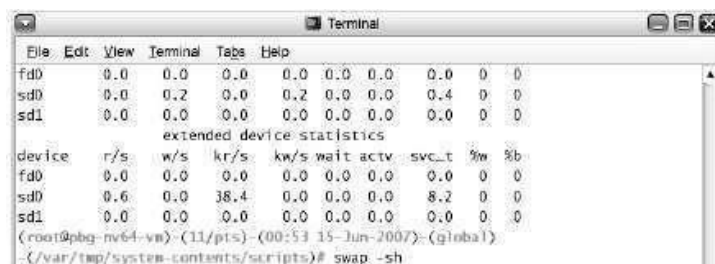 Terminal
File Edit View Terminal Tabs Help
fd0 0.0 0.0 0.0 0.0 0.0 0.0 0.0 0 0
sd0 0.0 0.2 0.0 0.2 0.0 0.0 0.4 0 0
sd1 0.0 0.0 0.0 0.0 0.0 0.0 0.0 0 0
extended device statistics
device r/s w/s kr/s kw/s wait actv svc_t %w %b
fd0 0.0 0.0 0.0 0.0 0.0 0.0 0.0 0 0
sd0 0.6 0.0 38.4 0.0 0.0 0.0 8.2 0 0
sd1 0.0 0.0 0.0 0.0 0.0 0.0 0.0 0 0
(root@pbg-nv64-vm)-(11/pts)-(00:53 15-Jun-2007)-(global)
-(/var/tmp/system-contents/scripts)# swap -sh